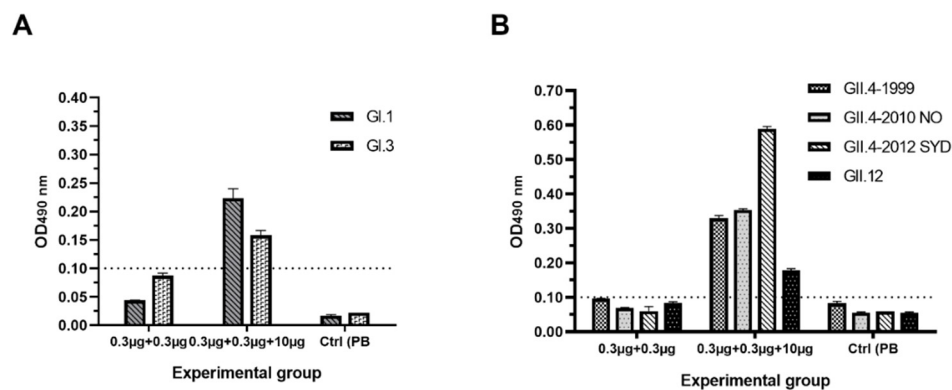 A
0.40
0.35
0.30
0.25
0.20
0.15
0.10
0.05
0.00
OD490 nm
GI.1
GI.3
0.3μg+0.3μg 0.3μg+0.3μg+10μg Ctrl (PB
Experimental group
B
0.70
0.60
0.50
0.40
0.30
0.20
0.10
0.00
OD490 nm
GII.4-1999
GII.4-2010 NO
GII.4-2012 SYD
GII.12
0.3μg+0.3μg 0.3μg+0.3μg+10μg Ctrl (PB
Experimental group